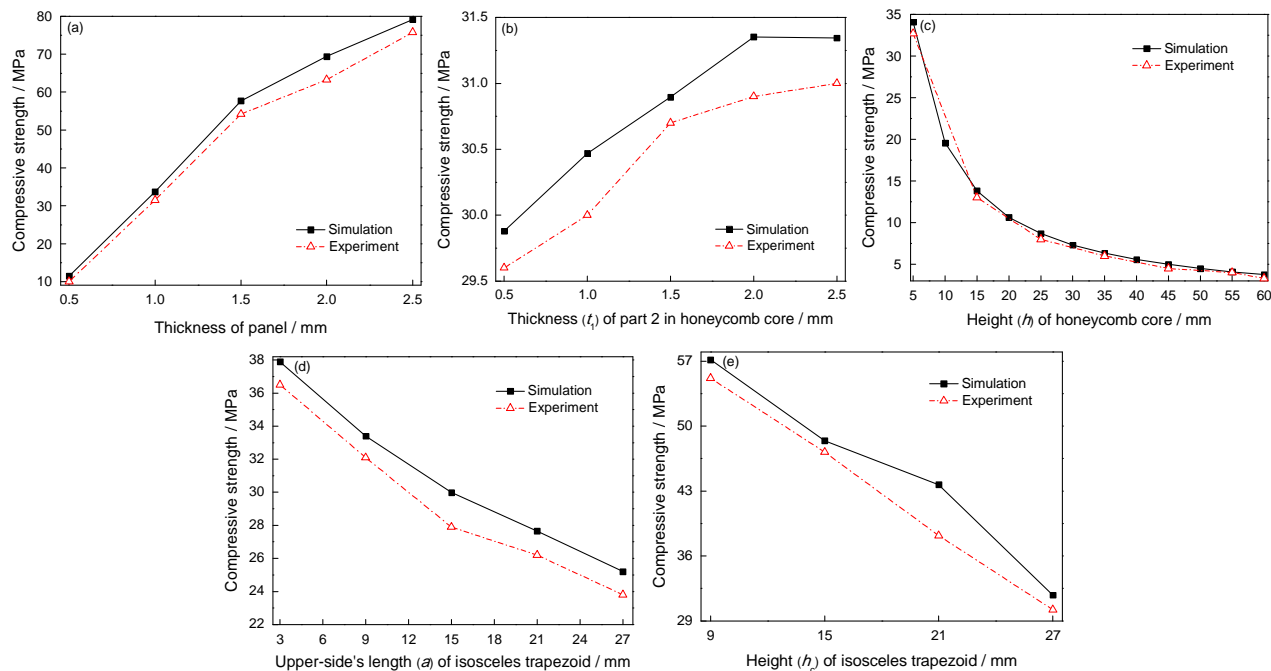 (a)
80
70
60
50
40
30
20
10
Compressive strength / MPa
Simulation
Experiment
0.5 1.0 1.5 2.0 2.5
Thickness of panel / mm
(b)
31.5
31.0
30.5
30.0
29.5
Compressive strength / MPa
Simulation
Experiment
0.5 1.0 1.5 2.0 2.5
Thickness (t₁) of part 2 in honeycomb core / mm
(c)
35
30
25
20
15
10
5
Compressive strength / MPa
Simulation
Experiment
5 10 15 20 25 30 35 40 45 50 55 60
Height (h) of honeycomb core / mm
(d)
38
36
34
32
30
28
26
24
22
Compressive strength / MPa
Simulation
Experiment
3 6 9 12 15 18 21 24 27
Upper-side's length (a) of isosceles trapezoid / mm
(e)
57
50
43
36
29
Compressive strength / MPa
Simulation
Experiment
9 15 21 27
Height (h) of isosceles trapezoid / mm